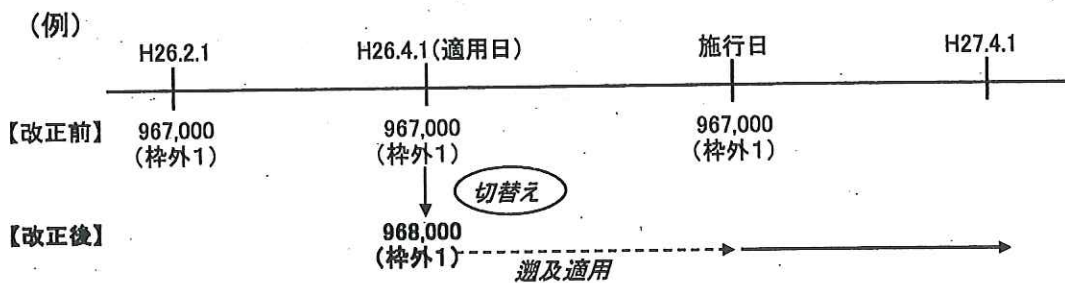 (例)
H26.2.1 H26.4.1(適用日) 施行日 H27.4.1
【改正前】 967,000 967,000 967,000
(枠外1) (枠外1) (枠外1)
切替え
【改正後】 968,000
(枠外1)
遡及適用